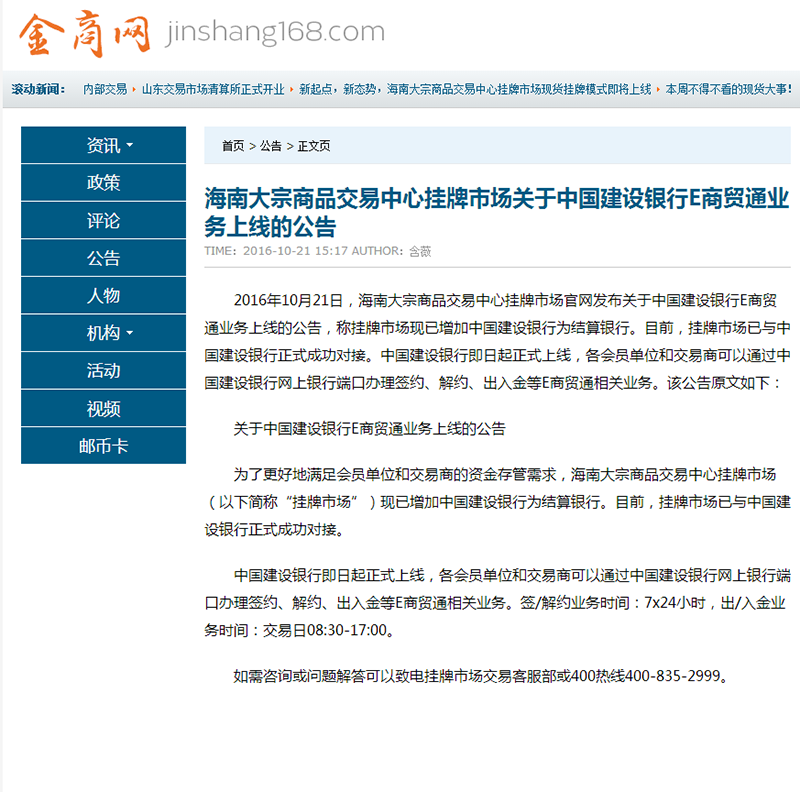 金商网 jinshang168.com
滚动新闻： 内部交易 山东交易市场清算所正式开业 新起点，新态势，海南大宗商品交易中心挂牌市场现货挂牌模式即将上线 本周不得不看的现货大事！
资讯
政策
评论
公告
人物
机构
活动
视频
邮币卡
首页 > 公告 > 正文页
海南大宗商品交易中心挂牌市场关于中国建设银行E商贸通业
务上线的公告
TIME：2016-10-21 15:17 AUTHOR：含薇
2016年10月21日，海南大宗商品交易中心挂牌市场官网发布关于中国建设银行E商贸
通业务上线的公告，称挂牌市场现已增加中国建设银行为结算银行。目前，挂牌市场已与中
国建设银行正式成功对接。中国建设银行即日起正式上线，各会员单位和交易商可以通过中
国建设银行网上银行端口办理签约、解约、出入金等E商贸通相关业务。该公告原文如下：
关于中国建设银行E商贸通业务上线的公告
为了更好地满足会员单位和交易商的资金存管需求，海南大宗商品交易中心挂牌市场
（以下简称“挂牌市场”）现已增加中国建设银行为结算银行。目前，挂牌市场已与中国建
设银行正式成功对接。
中国建设银行即日起正式上线，各会员单位和交易商可以通过中国建设银行网上银行端
口办理签约、解约、出入金等E商贸通相关业务。签/解约业务时间：7x24小时，出/入金业
务时间：交易日08:30-17:00。
如需咨询或问题解答可以致电挂牌市场交易客服部或400热线400-835-2999。